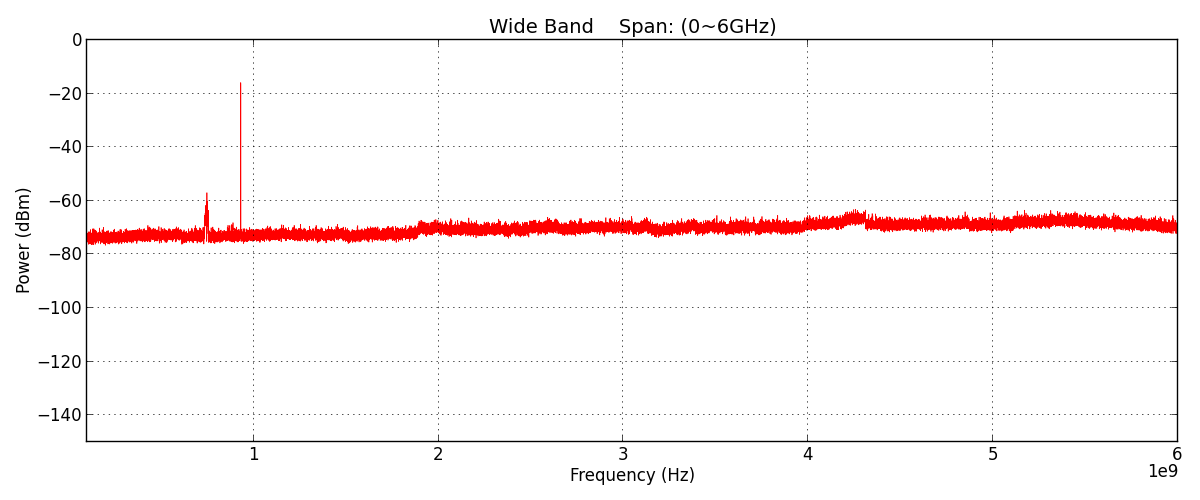 Wide Band    Span: (0~6GHz)
0
−20
−40
−60
−80
−100
−120
−140
Power (dBm)
1 2 3 4 5 6
1e9
Frequency (Hz)